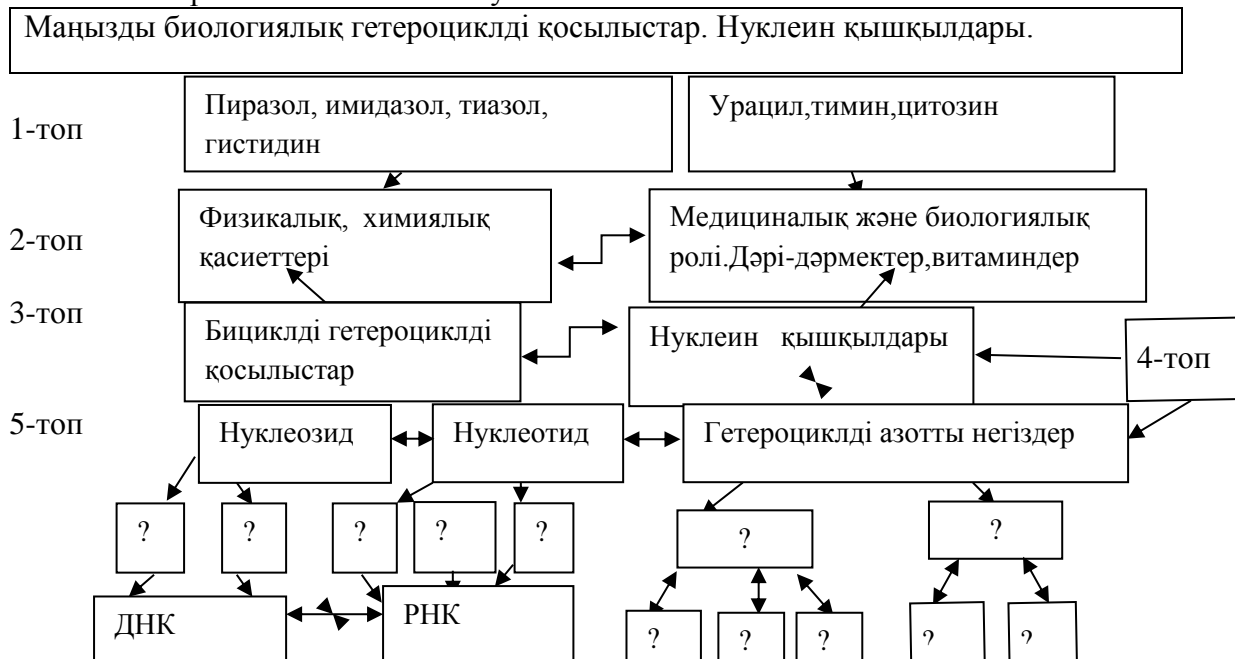 Маңызды биологиялық гетероциклді қосылыстар. Нуклеин қышқылдары.
1-топ
Пиразол, имидазол, тиазол,
гистидин
Урацил,тимин,цитозин
2-топ
Физикалық, химиялық
қасиеттері
Медициналық және биологиялық
ролі.Дәрі-дәрмектер,витаминдер
3-топ
Бициклді гетероциклді
қосылыстар
Нуклеин қышқылдары
4-топ
5-топ
Нуклеозид
Нуклеотид
Гетероциклді азотты негіздер
? ? ? ? ? ? ?
ДНК
РНК
? ? ? ? ?